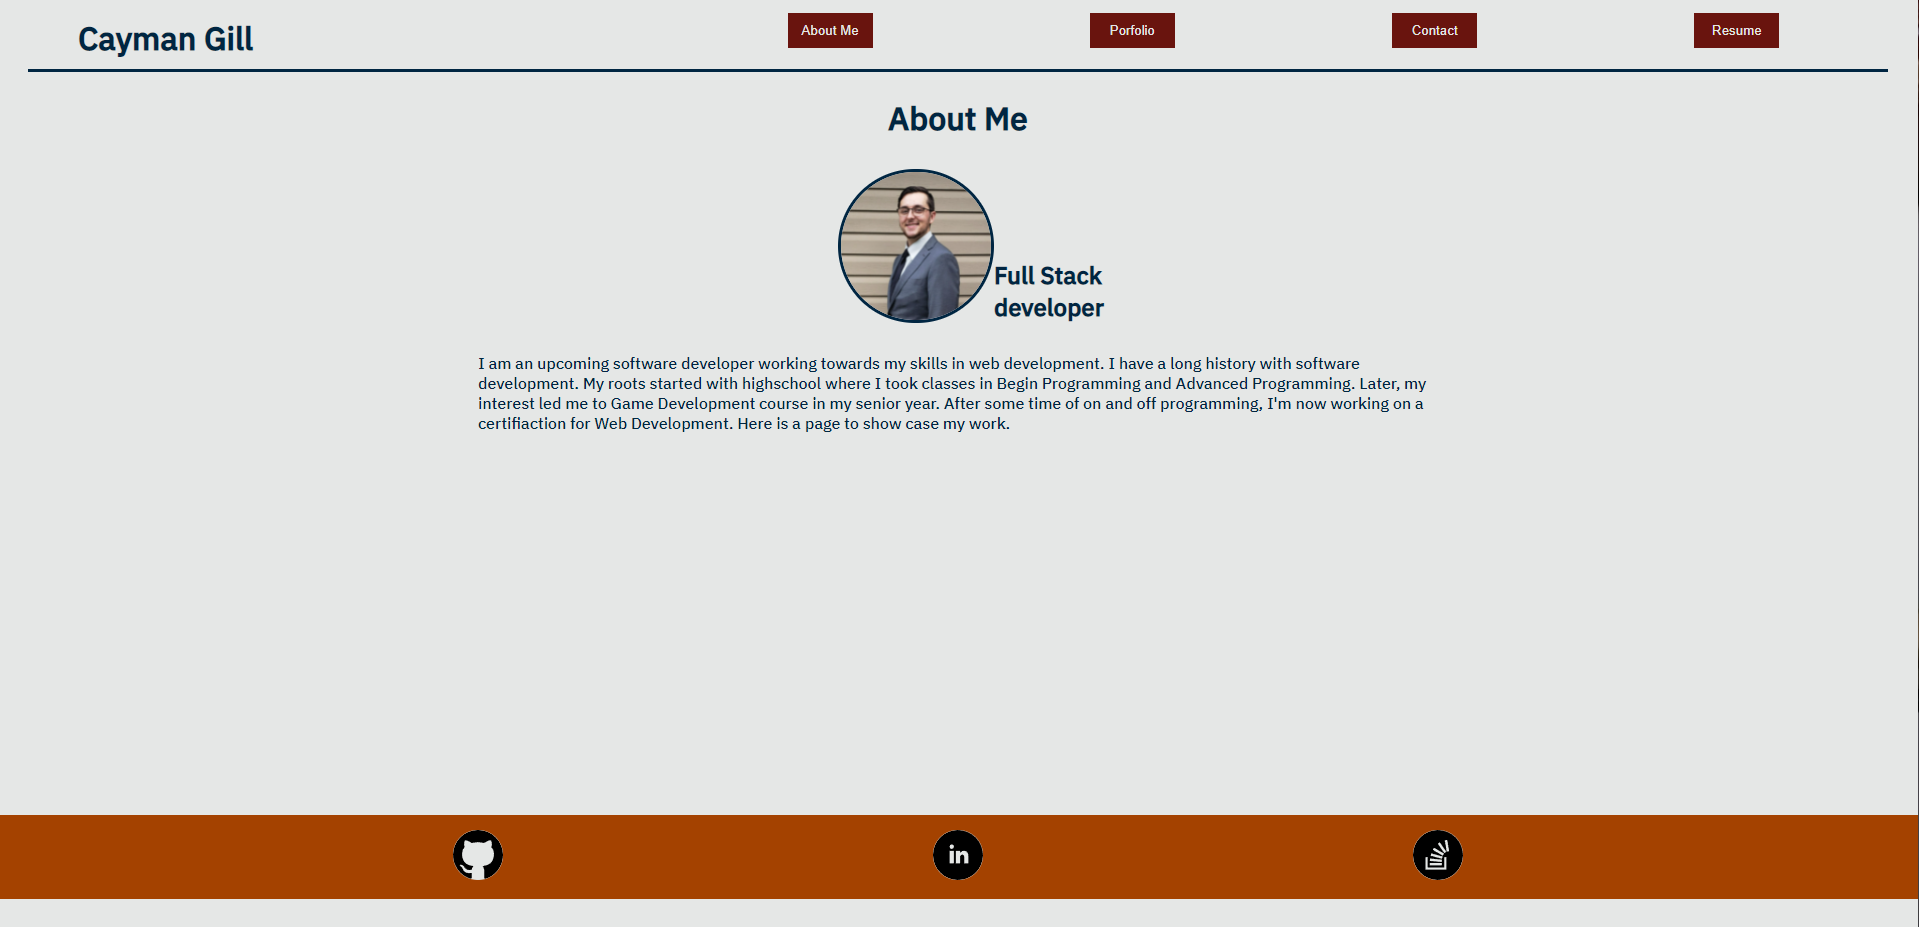 Cayman Gill
About Me
Porfolio
Contact
Resume
About Me
Full Stack
developer
I am an upcoming software developer working towards my skills in web development. I have a long history with software
development. My roots started with highschool where I took classes in Begin Programming and Advanced Programming. Later, my
interest led me to Game Development course in my senior year. After some time of on and off programming, I'm now working on a
certifiaction for Web Development. Here is a page to show case my work.
in